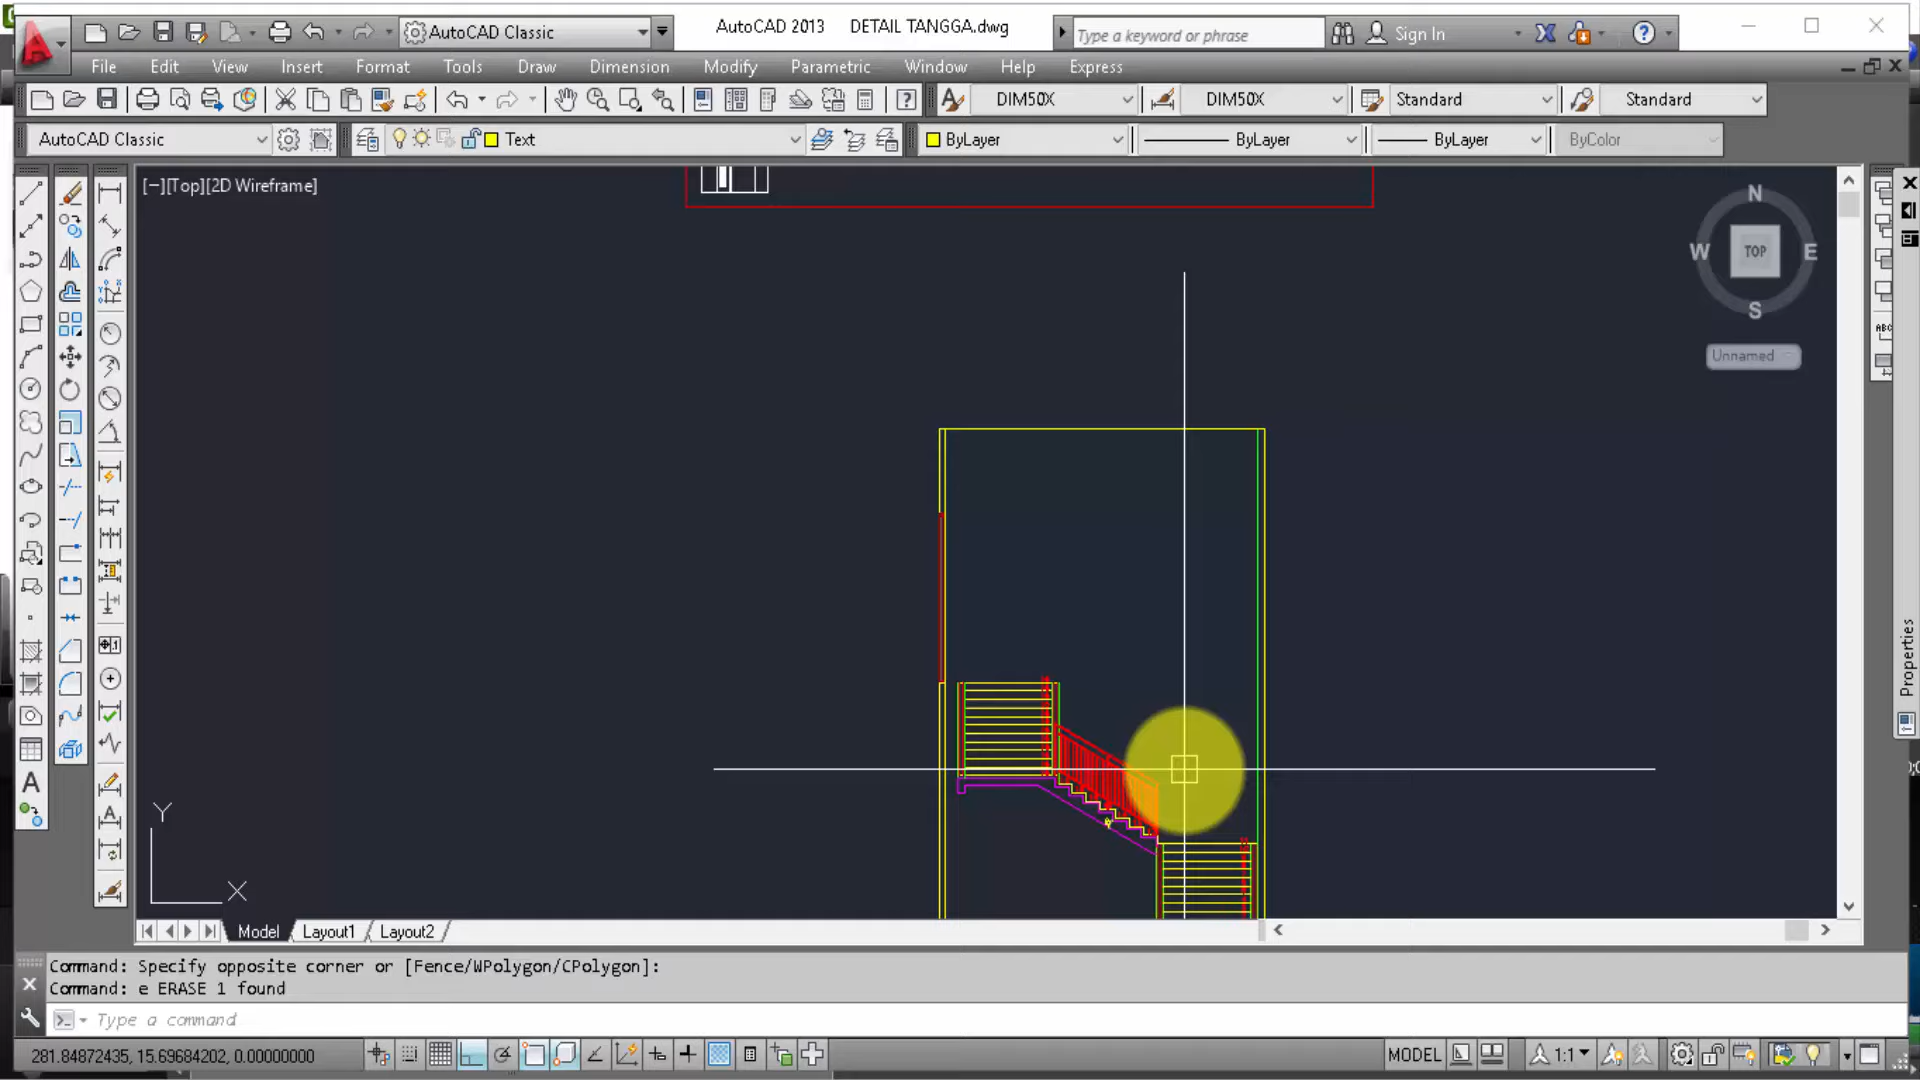 AutoCAD Classic
AutoCAD 2013 DETAIL TANGGA.dwg
Type a keyword or phrase
Sign In
File Edit View Insert Format Tools Draw Dimension Modify Parametric Window Help Express
DIM50X DIM50X Standard Standard
AutoCAD Classic Text ByLayer ByLayer ByLayer ByColor
[−][Top][2D Wireframe]
N
W TOP E
S
Unnamed
ABC
Properties
Y
X
Model Layout1 Layout2
Command: Specify opposite corner or [Fence/WPolygon/CPolygon]:
Command: e ERASE 1 found
Type a command
281.84872435, 15.69684202, 0.00000000 MODEL 1:1